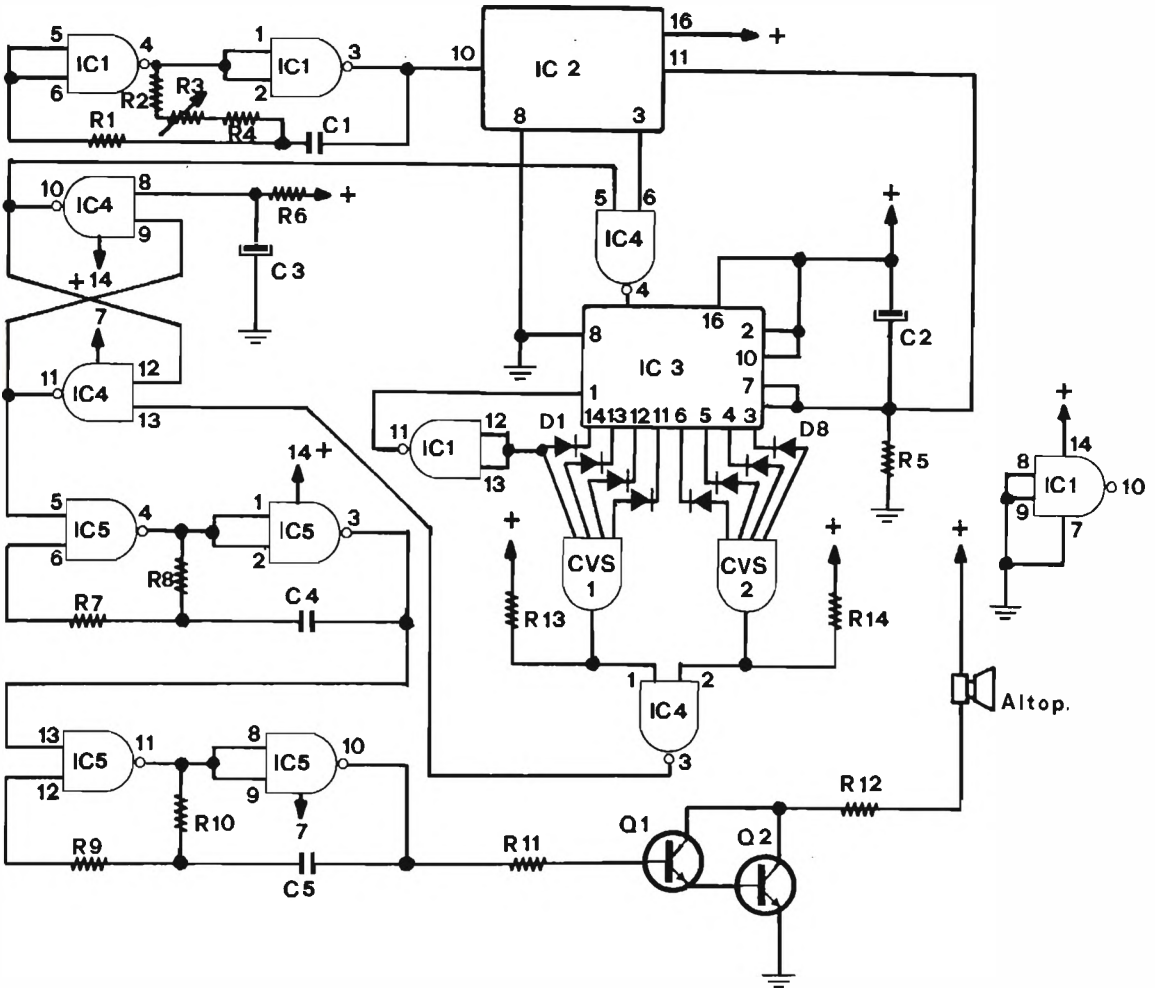 5 4 1 3
IC1 IC1
6 2
R2 R3
R1 R4 C1
10 IC 2 16 +
11
8 3
10 IC4 8
9
R6 +
C3
+ 14
7
11 IC4 12
13
5 6
IC4
4
+
C2
8 16 2
10
IC 3
1 7
14 13 12 11 6 5 4 3
D1 D8
11 IC1 12
13
R5
+
14
8 IC1 10
9
7
5 4 1 14 + 3
IC5 IC5
6 2
R8
R7 C4
+ CVS 1 CVS 2 +
R13 R14
1 2
IC4
3
+
Altop.
13 11 8 10
IC5 IC5
12 9
7
R10
R9 C5
R11
Q1 Q2
R12